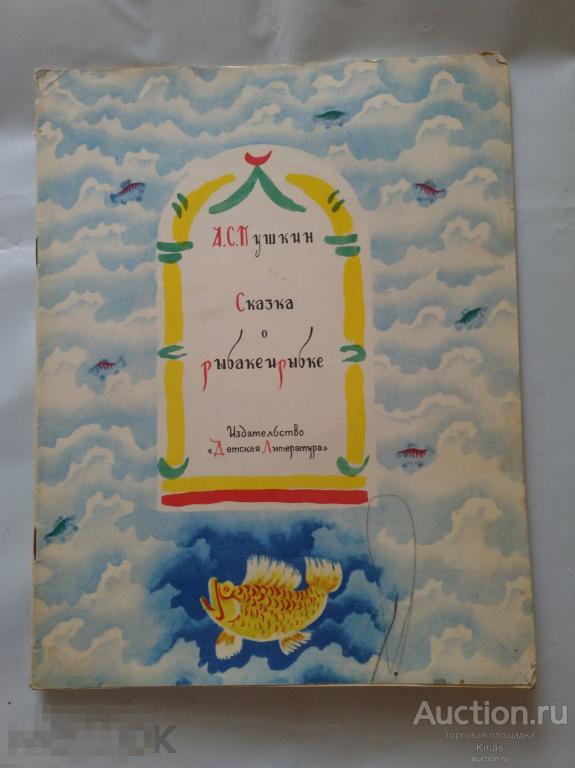 А.С.Пушкин
Сказка
о
рыбаке и рыбке
Издательство
«Детская Литература»
Auction.ru
торговая площадка
Kirias
auction.ru